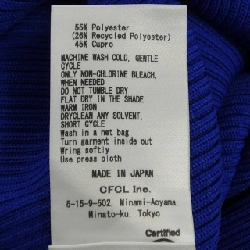 55% Polyester
(26% Recycled Polyester)
45% Cupro
MACHINE WASH COLD, GENTLE
CYCLE
ONLY NON-CHLORINE BLEACH,
WHEN NEEDED
DO NOT TUMBLE DRY
FLAT DRY IN THE SHADE
WARM IRON
DRYCLEAN ANY SOLVENT,
SHORT CYCLE
Wash in a net bag
Turn garment inside out
Wring softly
Use press cloth
MADE IN JAPAN
CFCL Inc.
6-15-9-502 Minami-Aoyama
Minato-ku Tokyo
Certified